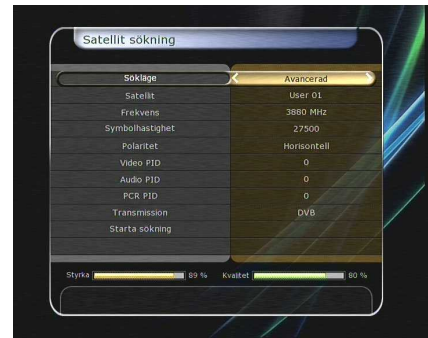 Satellit sökning
Sökläge Avancerad
Satellit User 01
Frekvens 3880 MHz
Symbolhastighet 27500
Polaritet Horisontell
Video PID 0
Audio PID 0
PCR PID 0
Transmission DVB
Starta sökning
Styrka 89 % Kvalitet 80 %